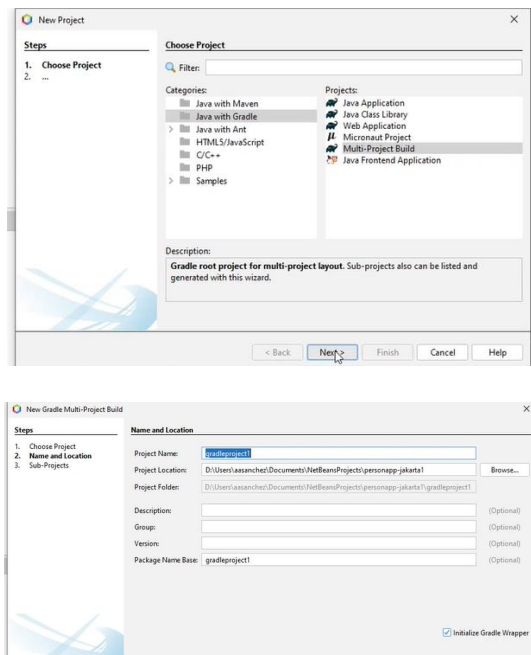 New Project
Steps
1. Choose Project
2. ...
Choose Project
Filter:
Categories:
Java with Maven
Java with Gradle
Java with Ant
HTML5/JavaScript
C/C++
PHP
Samples
Projects:
Java Application
Java Class Library
Web Application
Micronaut Project
Multi-Project Build
Java Frontend Application
Description:
Gradle root project for multi-project layout. Sub-projects also can be listed and
generated with this wizard.
< Back Next > Finish Cancel Help
New Gradle Multi-Project Build
Steps
1. Choose Project
2. Name and Location
3. Sub-Projects
Name and Location
Project Name: gradleproject1
Project Location: D:\Users\aasanchez\Documents\NetBeansProjects\personapp-jakarta1 Browse...
Project Folder: D:\Users\aasanchez\Documents\NetBeansProjects\personapp-jakarta1\gradleproject1
Description: (Optional)
Group: (Optional)
Version: (Optional)
Package Name Base: gradleproject1 (Optional)
Initialize Gradle Wrapper